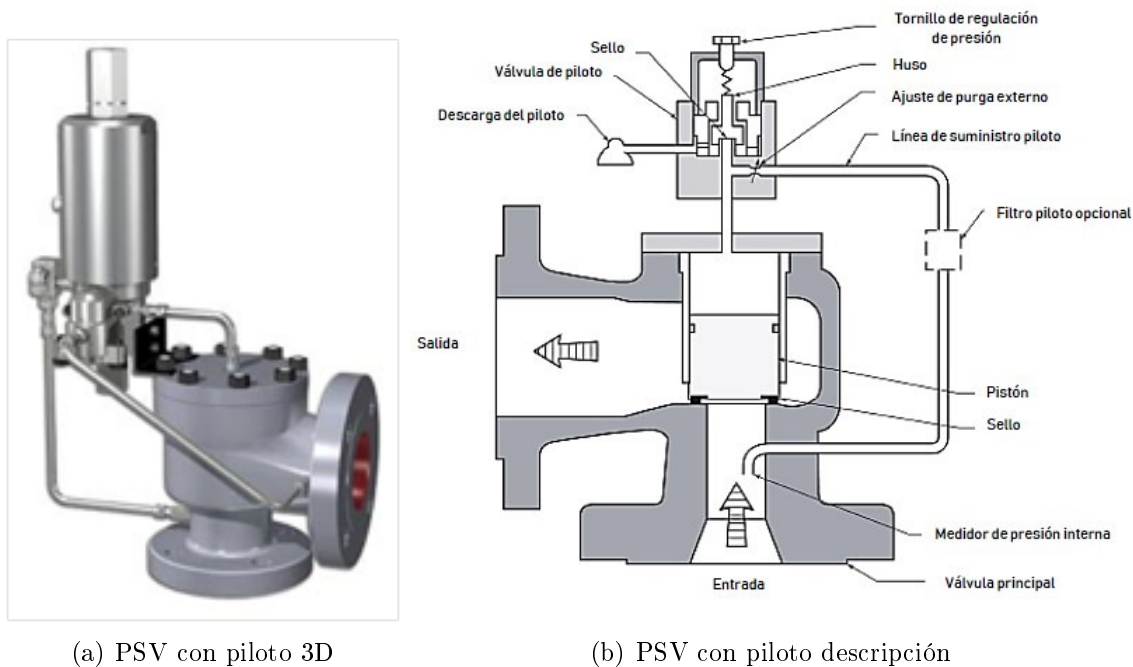 Tornillo de regulación
de presión
Sello
Huso
Válvula de piloto
Ajuste de purga externo
Descarga del piloto
Línea de suministro piloto
Filtro piloto opcional
Salida
Pistón
Sello
Medidor de presión interna
Entrada
Válvula principal
(a) PSV con piloto 3D
(b) PSV con piloto descripción